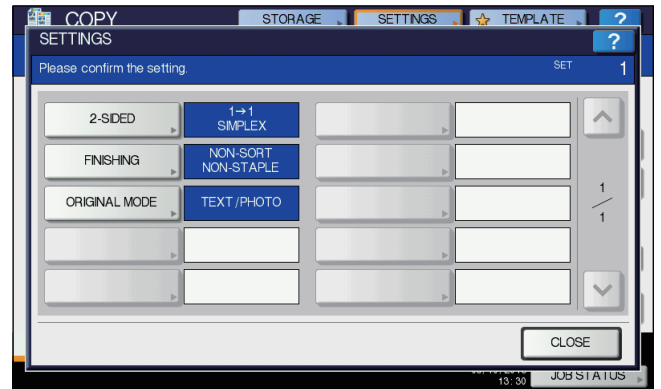 COPY
STORAGE
SETTINGS
TEMPLATE
?
SETTINGS
?
Please confirm the setting.
SET 1
2-SIDED
1→1
SIMPLEX
FINISHING
NON-SORT
NON-STAPLE
ORIGINAL MODE
TEXT/PHOTO
1
1
CLOSE
13:30
JOB STATUS